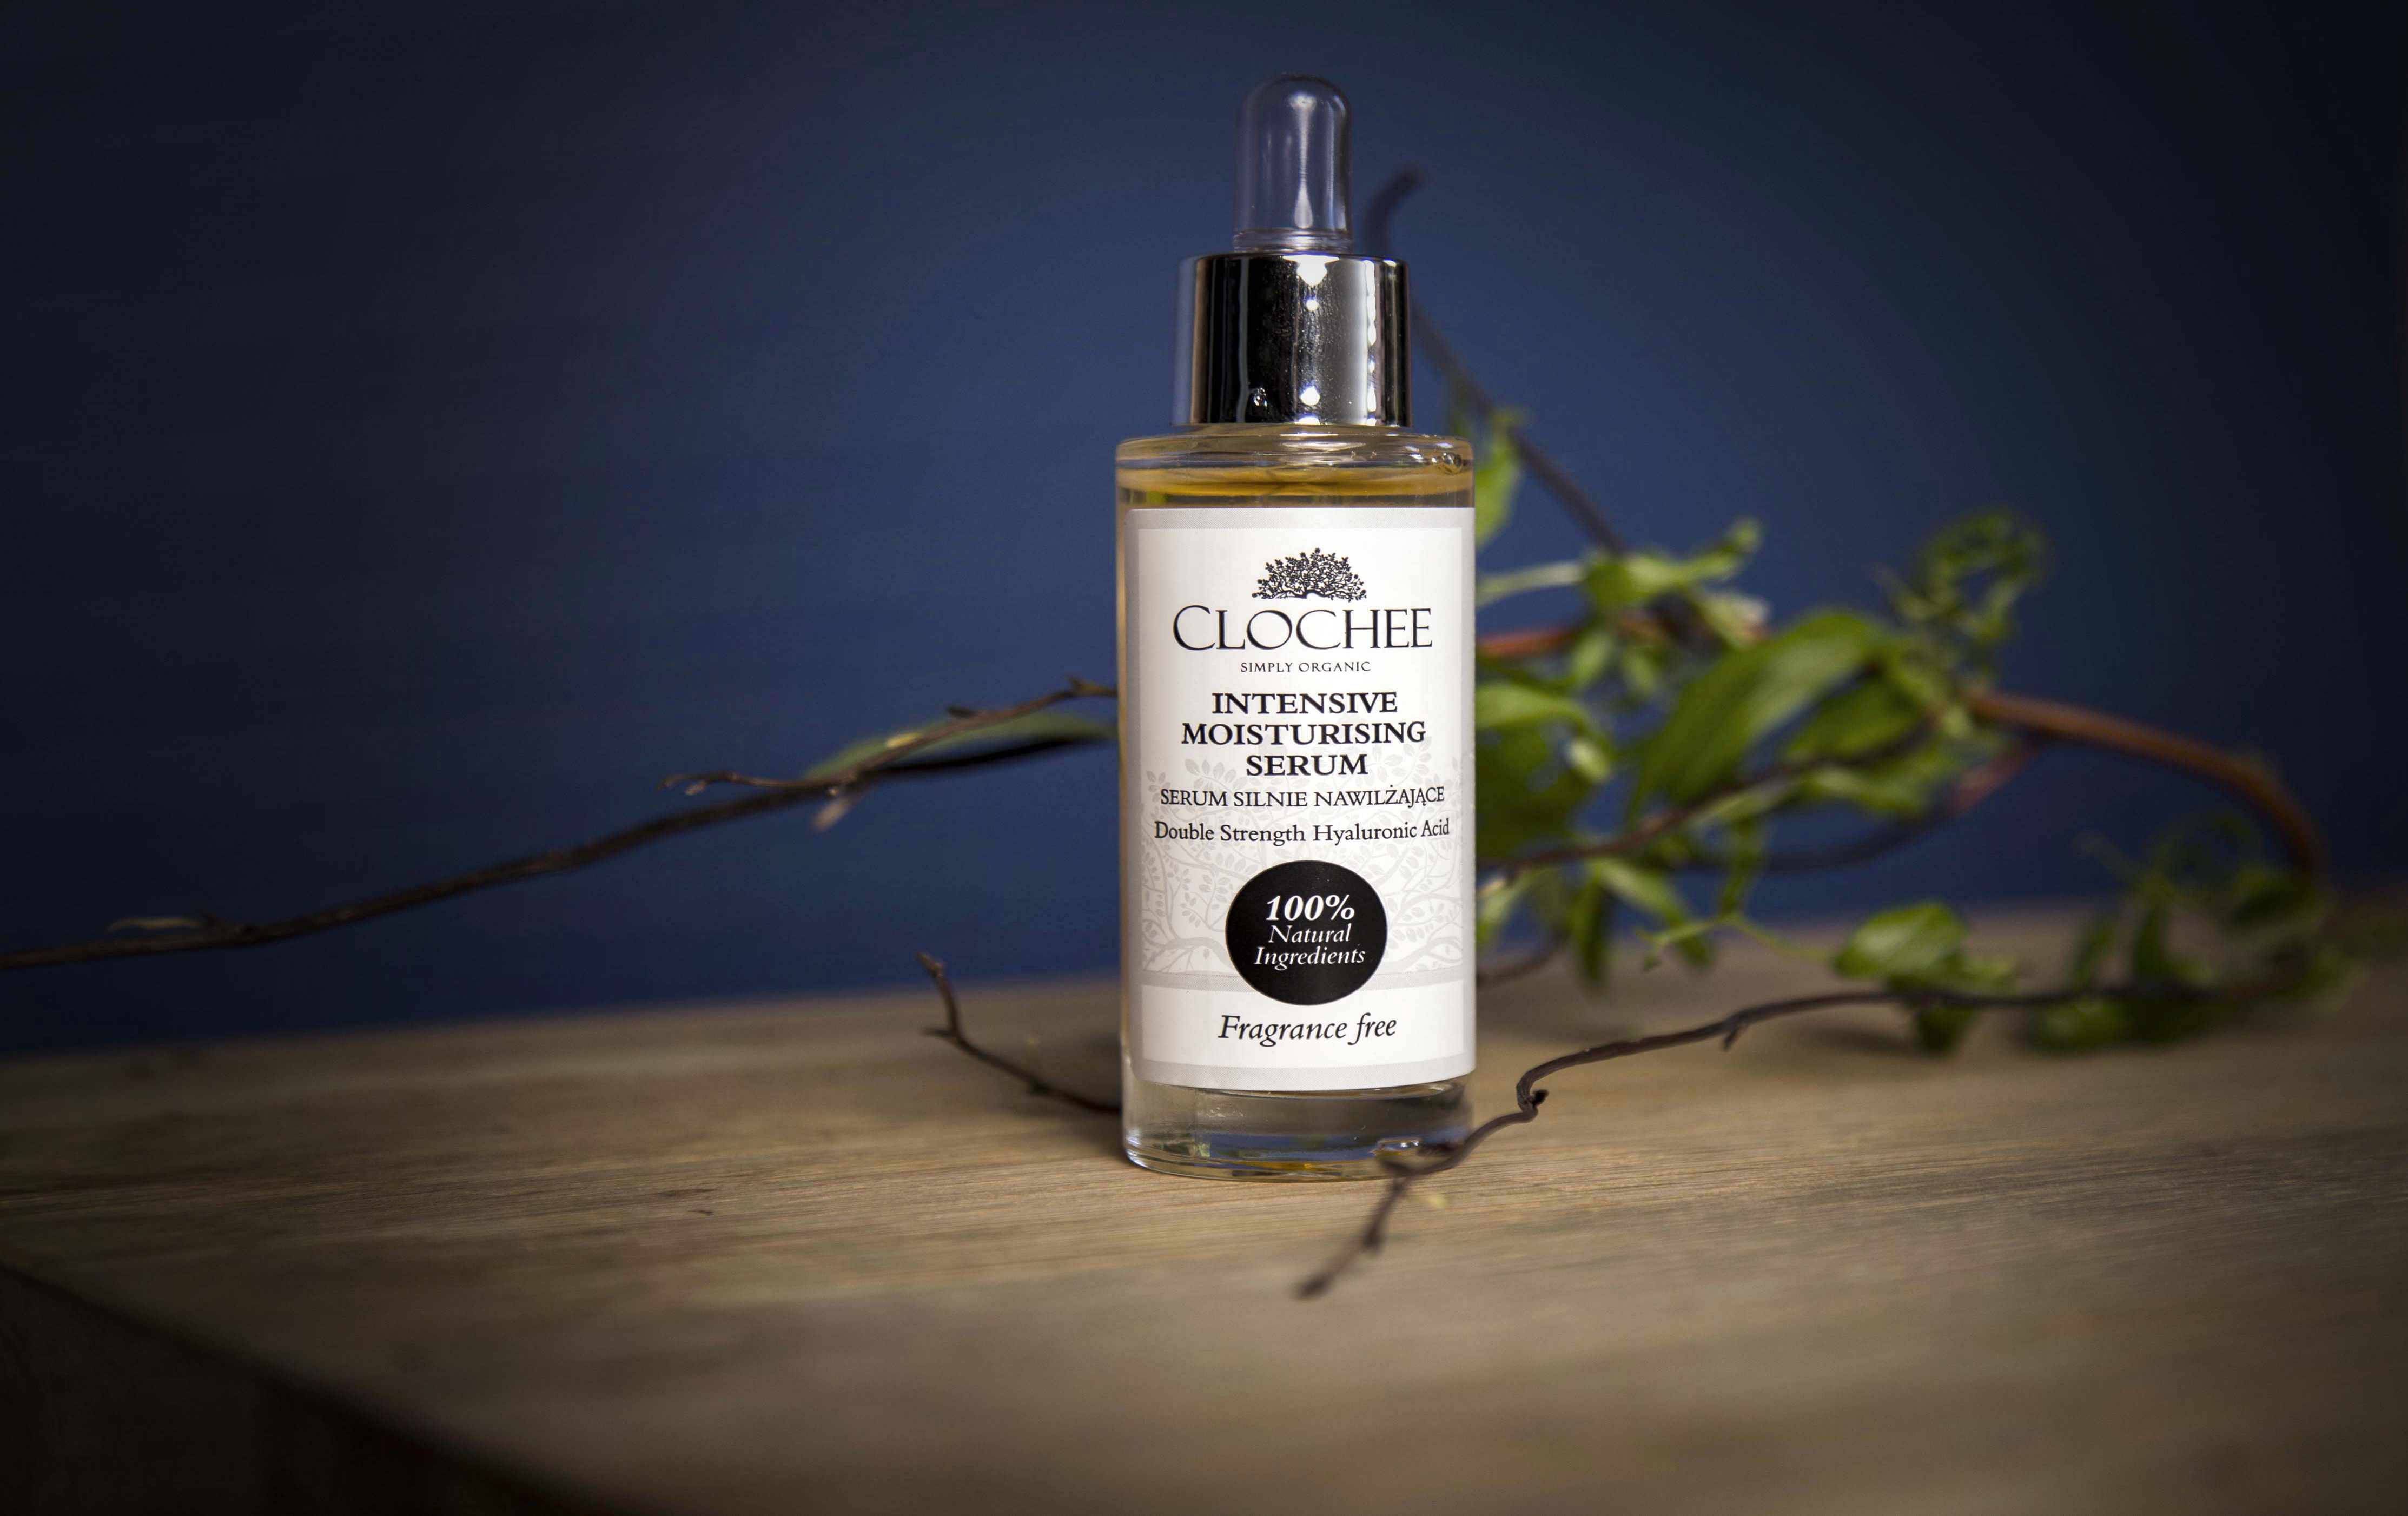 CLOCHEE
SIMPLY ORGANIC
INTENSIVE
MOISTURISING
SERUM
SERUM SILNIE NAWILŻAJĄCE
Double Strength Hyaluronic Acid
100%
Natural
Ingredients
Fragrance free